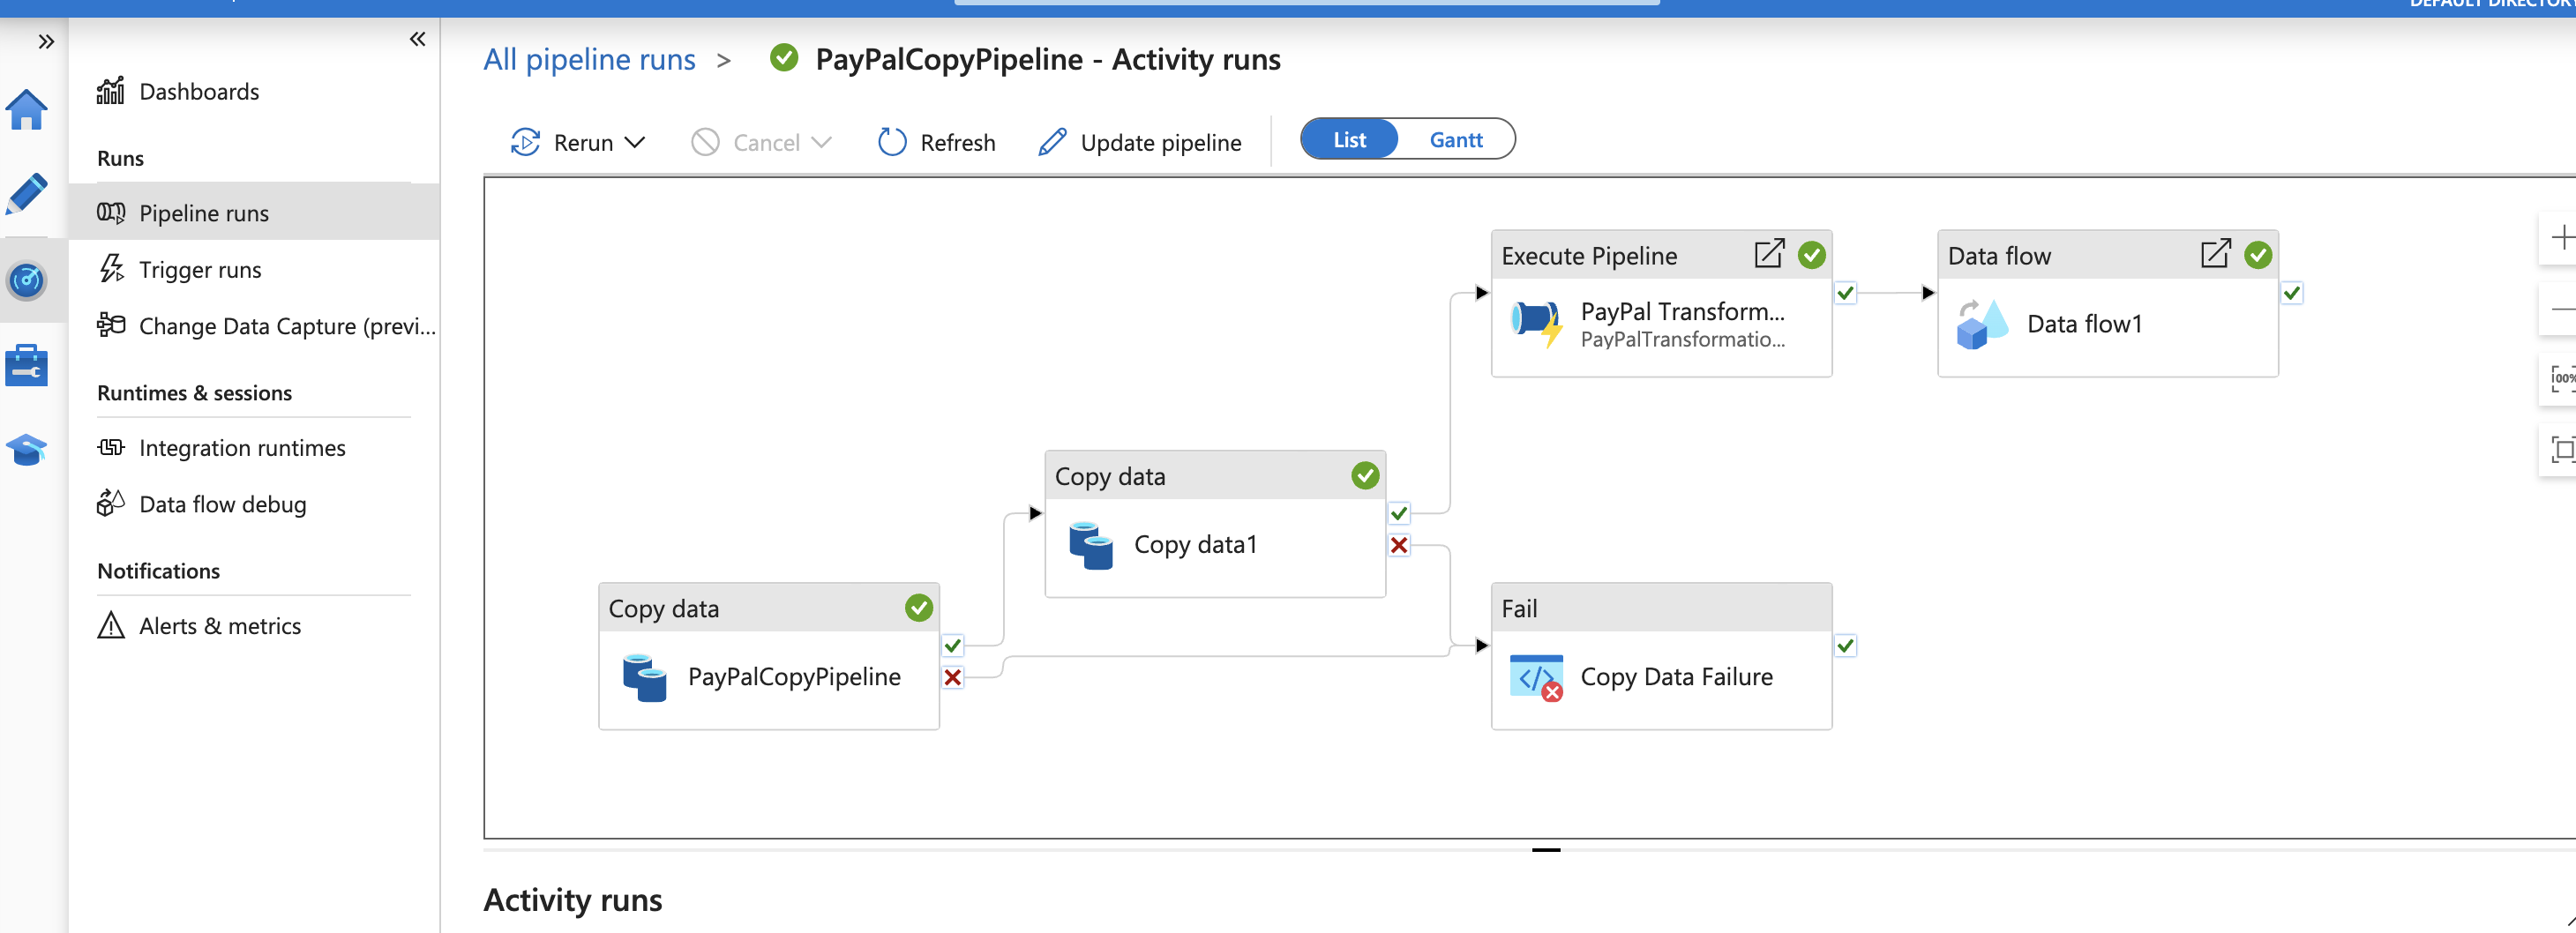 DEFAULT DIRECTORY
All pipeline runs > PayPalCopyPipeline - Activity runs
Dashboards
Rerun Cancel Refresh Update pipeline List Gantt
Runs
Pipeline runs
Trigger runs
Change Data Capture (previ...
Runtimes & sessions
Integration runtimes
Data flow debug
Notifications
Alerts & metrics
Execute Pipeline
PayPal Transform...
PayPalTransformatio...
Data flow
Data flow1
Copy data
Copy data1
Copy data
PayPalCopyPipeline
Fail
Copy Data Failure
Activity runs